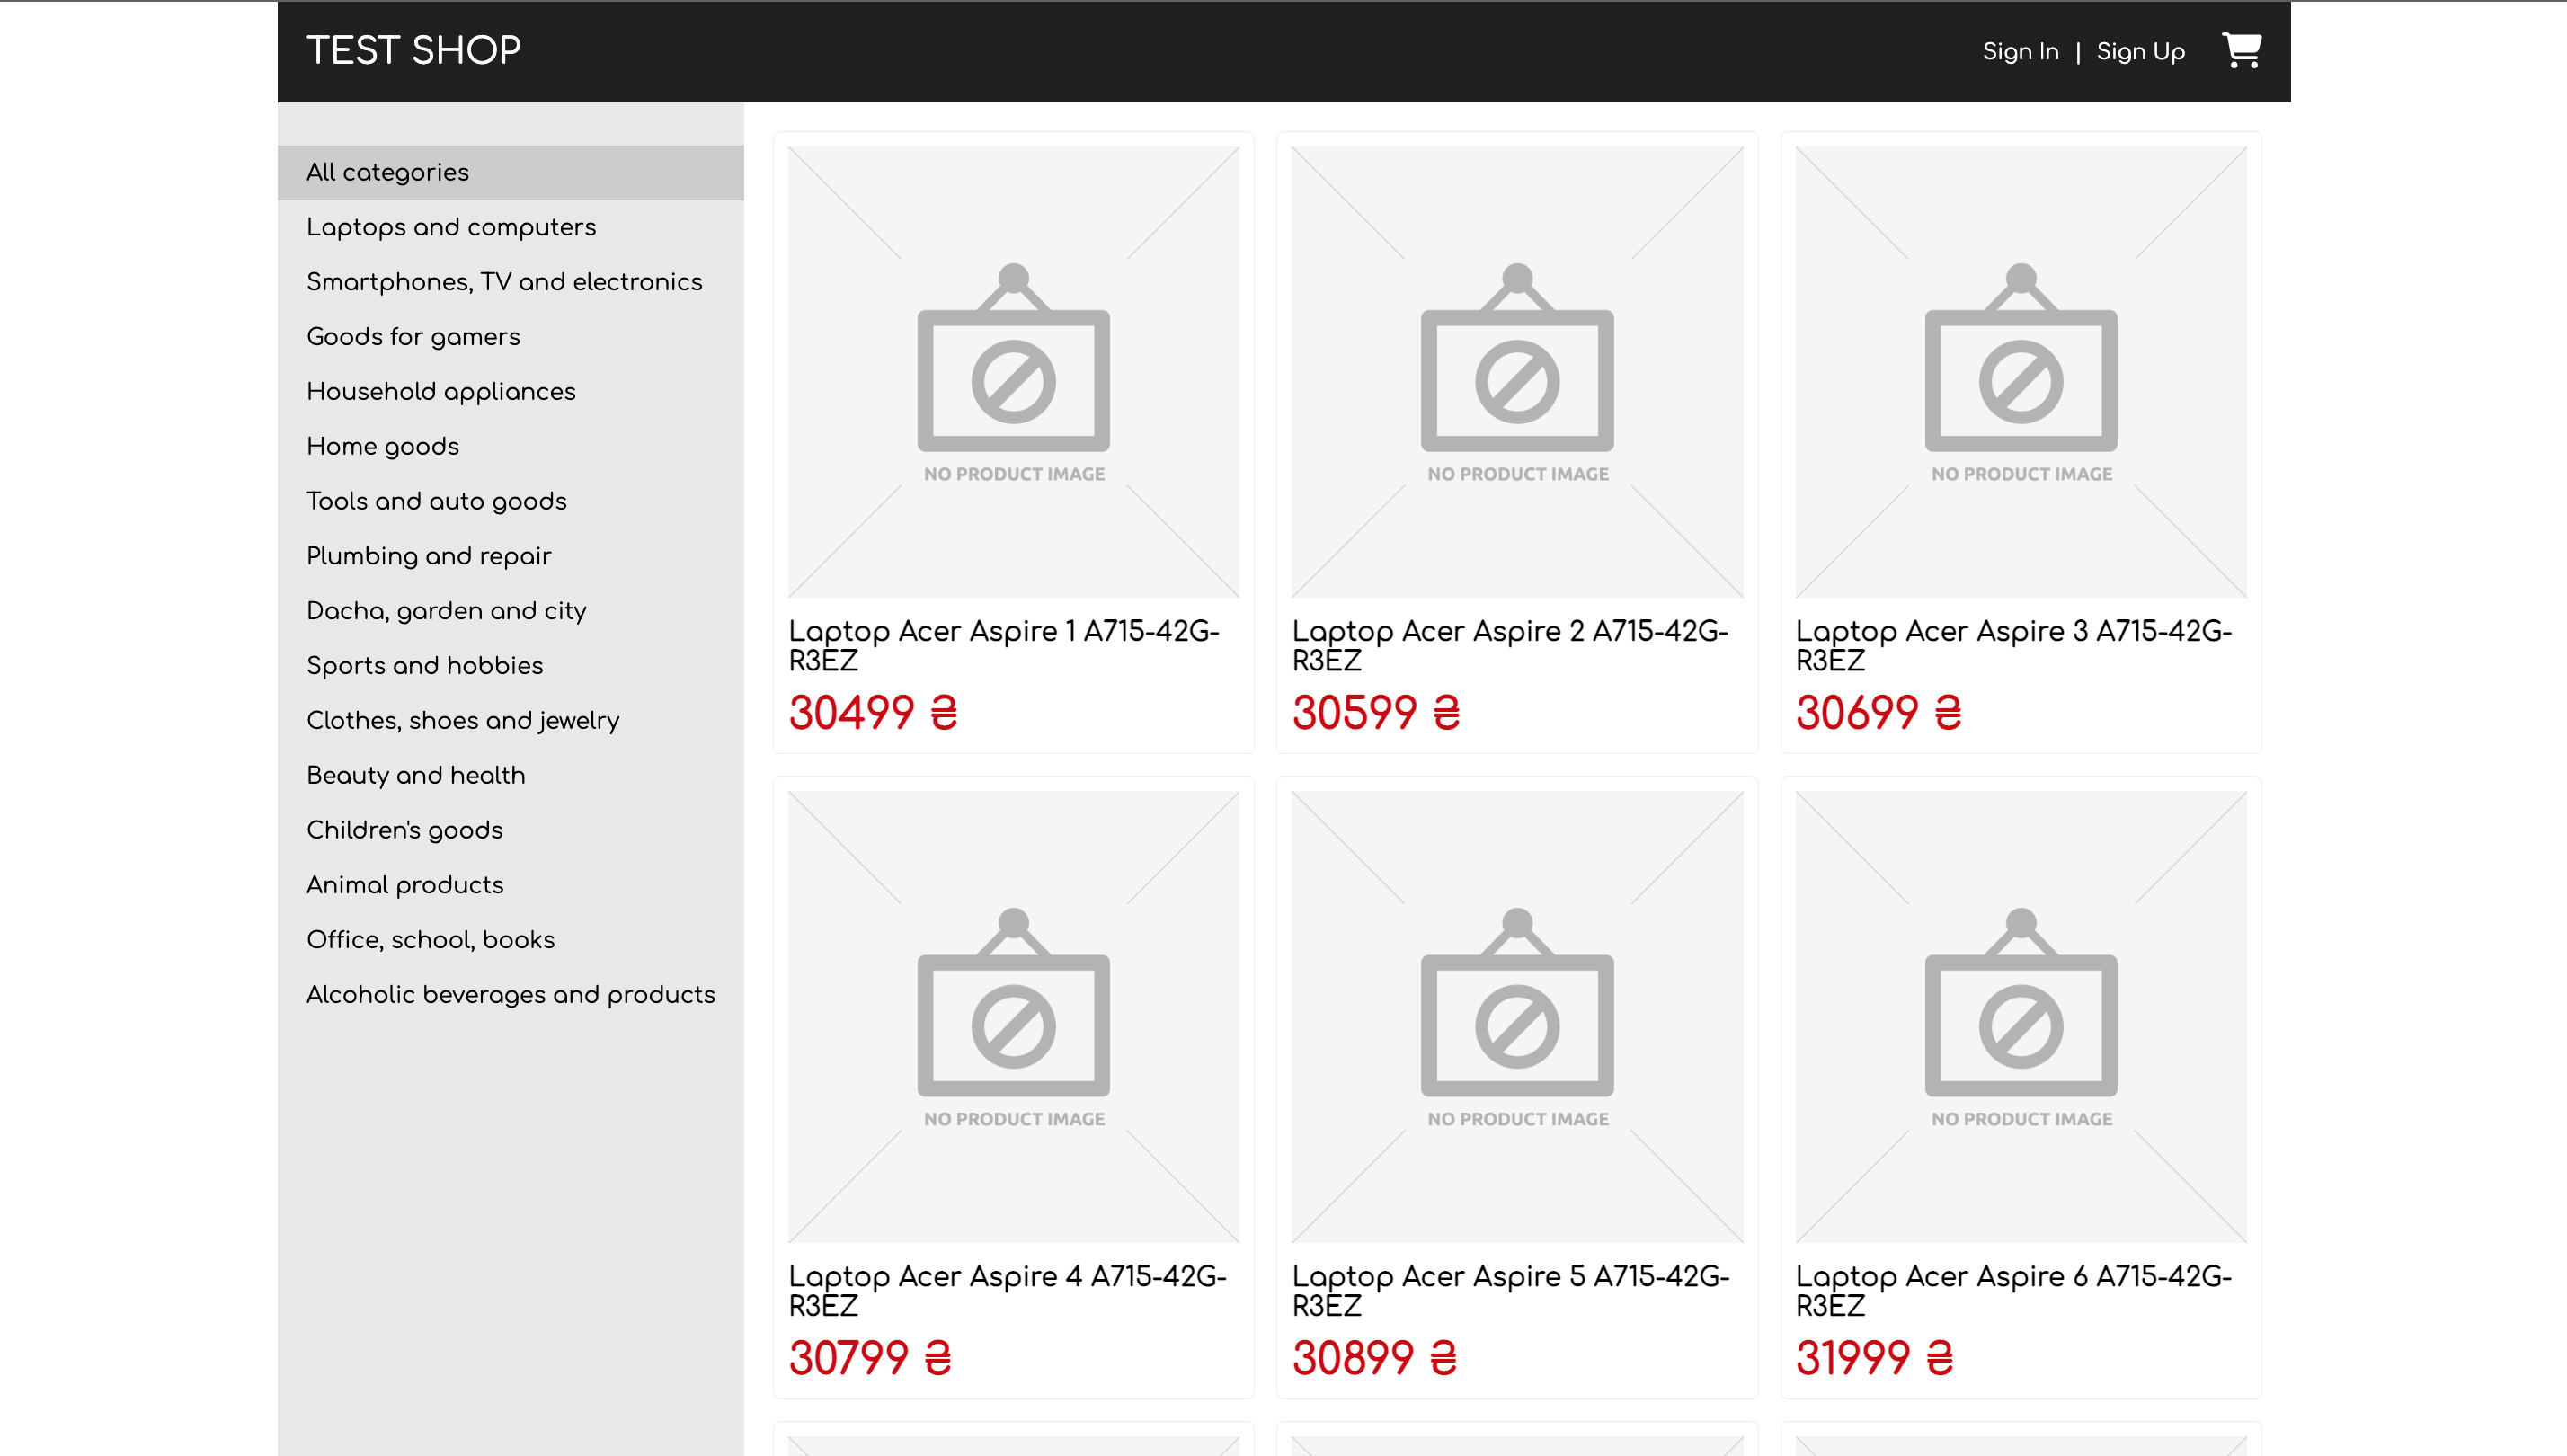 TEST SHOP
Sign In | Sign Up
All categories
Laptops and computers
Smartphones, TV and electronics
Goods for gamers
Household appliances
Home goods
Tools and auto goods
Plumbing and repair
Dacha, garden and city
Sports and hobbies
Clothes, shoes and jewelry
Beauty and health
Children's goods
Animal products
Office, school, books
Alcoholic beverages and products
NO PRODUCT IMAGE
Laptop Acer Aspire 1 A715-42G-
R3EZ
30499 ₴
NO PRODUCT IMAGE
Laptop Acer Aspire 2 A715-42G-
R3EZ
30599 ₴
NO PRODUCT IMAGE
Laptop Acer Aspire 3 A715-42G-
R3EZ
30699 ₴
NO PRODUCT IMAGE
Laptop Acer Aspire 4 A715-42G-
R3EZ
30799 ₴
NO PRODUCT IMAGE
Laptop Acer Aspire 5 A715-42G-
R3EZ
30899 ₴
NO PRODUCT IMAGE
Laptop Acer Aspire 6 A715-42G-
R3EZ
31999 ₴